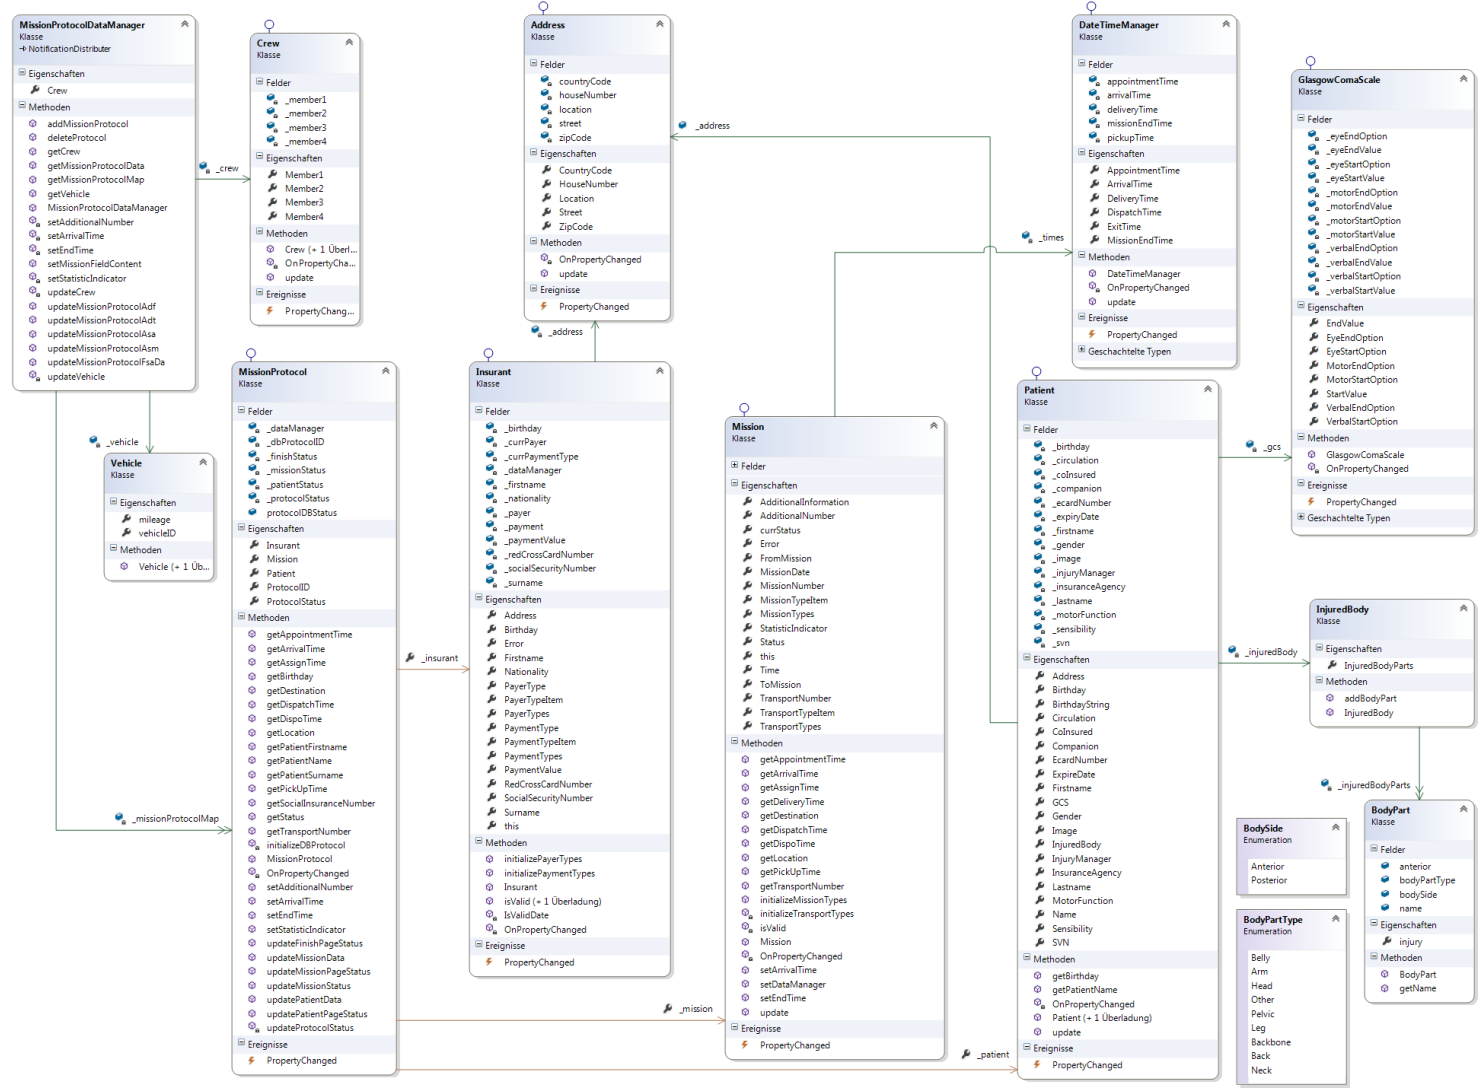 MissionProtocolDataManager
Klasse
NotificationDistributer
Eigenschaften
Crew
Methoden
addMissionProtocol
deleteProtocol
getCrew
getMissionProtocolData
getMissionProtocolMap
getVehicle
MissionProtocolDataManager
setAdditionalNumber
setArrivalTime
setEndTime
setMissionFieldContent
setStatisticIndicator
updateCrew
updateMissionProtocolAdf
updateMissionProtocolAdt
updateMissionProtocolAsa
updateMissionProtocolAsm
updateMissionProtocolFsaDa
updateVehicle
_crew
Crew
Klasse
Felder
_member1
_member2
_member3
_member4
Eigenschaften
Member1
Member2
Member3
Member4
Methoden
Crew (+ 1 Überl...
OnPropertyCha...
update
Ereignisse
PropertyChang...
Address
Klasse
Felder
countryCode
houseNumber
location
street
zipCode
Eigenschaften
CountryCode
HouseNumber
Location
Street
ZipCode
Methoden
OnPropertyChanged
update
Ereignisse
PropertyChanged
_address
_address
DateTimeManager
Klasse
Felder
appointmentTime
arrivalTime
deliveryTime
missionEndTime
pickupTime
Eigenschaften
AppointmentTime
ArrivalTime
DeliveryTime
DispatchTime
ExitTime
MissionEndTime
Methoden
DateTimeManager
OnPropertyChanged
update
Ereignisse
PropertyChanged
Geschachtelte Typen
_times
GlasgowComaScale
Klasse
Felder
_eyeEndOption
_eyeEndValue
_eyeStartOption
_eyeStartValue
_motorEndOption
_motorEndValue
_motorStartOption
_motorStartValue
_verbalEndOption
_verbalEndValue
_verbalStartOption
_verbalStartValue
Eigenschaften
EndValue
EyeEndOption
EyeStartOption
MotorEndOption
MotorStartOption
StartValue
VerbalEndOption
VerbalStartOption
Methoden
GlasgowComaScale
OnPropertyChanged
Ereignisse
PropertyChanged
Geschachtelte Typen
_vehicle
Vehicle
Klasse
Eigenschaften
mileage
vehicleID
Methoden
Vehicle (+ 1 Üb...
_missionProtocolMap
MissionProtocol
Klasse
Felder
_dataManager
_dbProtocolID
_finishStatus
_missionStatus
_patientStatus
_protocolStatus
protocolDBStatus
Eigenschaften
Insurant
Mission
Patient
ProtocolID
ProtocolStatus
Methoden
getAppointmentTime
getArrivalTime
getAssignTime
getBirthday
getDestination
getDispatchTime
getDispoTime
getLocation
getPatientFirstname
getPatientName
getPatientSurname
getPickUpTime
getSocialInsuranceNumber
getStatus
getTransportNumber
initializeDBProtocol
MissionProtocol
OnPropertyChanged
setAdditionalNumber
setArrivalTime
setEndTime
setStatisticIndicator
updateFinishPageStatus
updateMissionData
updateMissionPageStatus
updateMissionStatus
updatePatientData
updatePatientPageStatus
updateProtocolStatus
Ereignisse
PropertyChanged
_insurant
Insurant
Klasse
Felder
_birthday
_currPayer
_currPaymentType
_dataManager
_firstname
_nationality
_payer
_payment
_paymentValue
_redCrossCardNumber
_socialSecurityNumber
_surname
Eigenschaften
Address
Birthday
Error
Firstname
Nationality
PayerType
PayerTypeItem
PayerTypes
PaymentType
PaymentTypeItem
PaymentTypes
PaymentValue
RedCrossCardNumber
SocialSecurityNumber
Surname
this
Methoden
initializePayerTypes
initializePaymentTypes
Insurant
isValid (+ 1 Überladung)
IsValidDate
OnPropertyChanged
Ereignisse
PropertyChanged
_mission
Mission
Klasse
Felder
Eigenschaften
AdditionalInformation
AdditionalNumber
currStatus
Error
FromMission
MissionDate
MissionNumber
MissionTypeItem
MissionTypes
StatisticIndicator
Status
this
Time
ToMission
TransportNumber
TransportTypeItem
TransportTypes
Methoden
getAppointmentTime
getArrivalTime
getAssignTime
getDeliveryTime
getDestination
getDispatchTime
getDispoTime
getLocation
getPickUpTime
getTransportNumber
initializeMissionTypes
initializeTransportTypes
isValid
Mission
OnPropertyChanged
setArrivalTime
setDataManager
setEndTime
update
Ereignisse
PropertyChanged
_patient
Patient
Klasse
Felder
_birthday
_circulation
_coInsured
_companion
_ecardNumber
_expiryDate
_firstname
_gender
_image
_injuryManager
_insuranceAgency
_lastname
_motorFunction
_sensibility
_svn
Eigenschaften
Address
Birthday
BirthdayString
Circulation
CoInsured
Companion
EcardNumber
ExpireDate
Firstname
GCS
Gender
Image
InjuredBody
InjuryManager
InsuranceAgency
Lastname
MotorFunction
Name
Sensibility
SVN
Methoden
getBirthday
getPatientName
OnPropertyChanged
Patient (+ 1 Überladung)
update
Ereignisse
PropertyChanged
_gcs
_injuredBody
InjuredBody
Klasse
Eigenschaften
InjuredBodyParts
Methoden
addBodyPart
InjuredBody
_injuredBodyParts
BodyPart
Klasse
Felder
anterior
bodyPartType
bodySide
name
Eigenschaften
injury
Methoden
BodyPart
getName
BodySide
Enumeration
Anterior
Posterior
BodyPartType
Enumeration
Belly
Arm
Head
Other
Pelvic
Leg
Backbone
Back
Neck